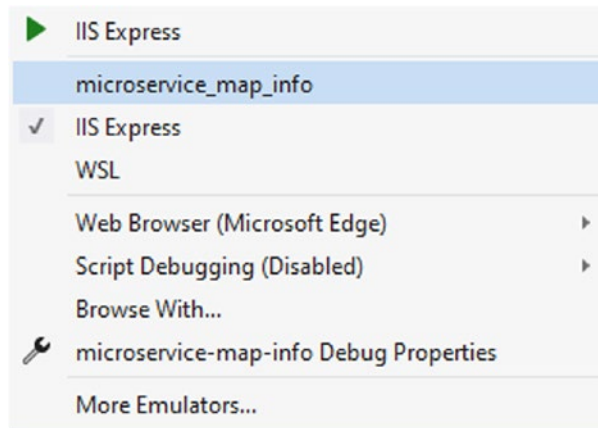 IIS Express
microservice_map_info
IIS Express
WSL
Web Browser (Microsoft Edge)
Script Debugging (Disabled)
Browse With...
microservice-map-info Debug Properties
More Emulators...